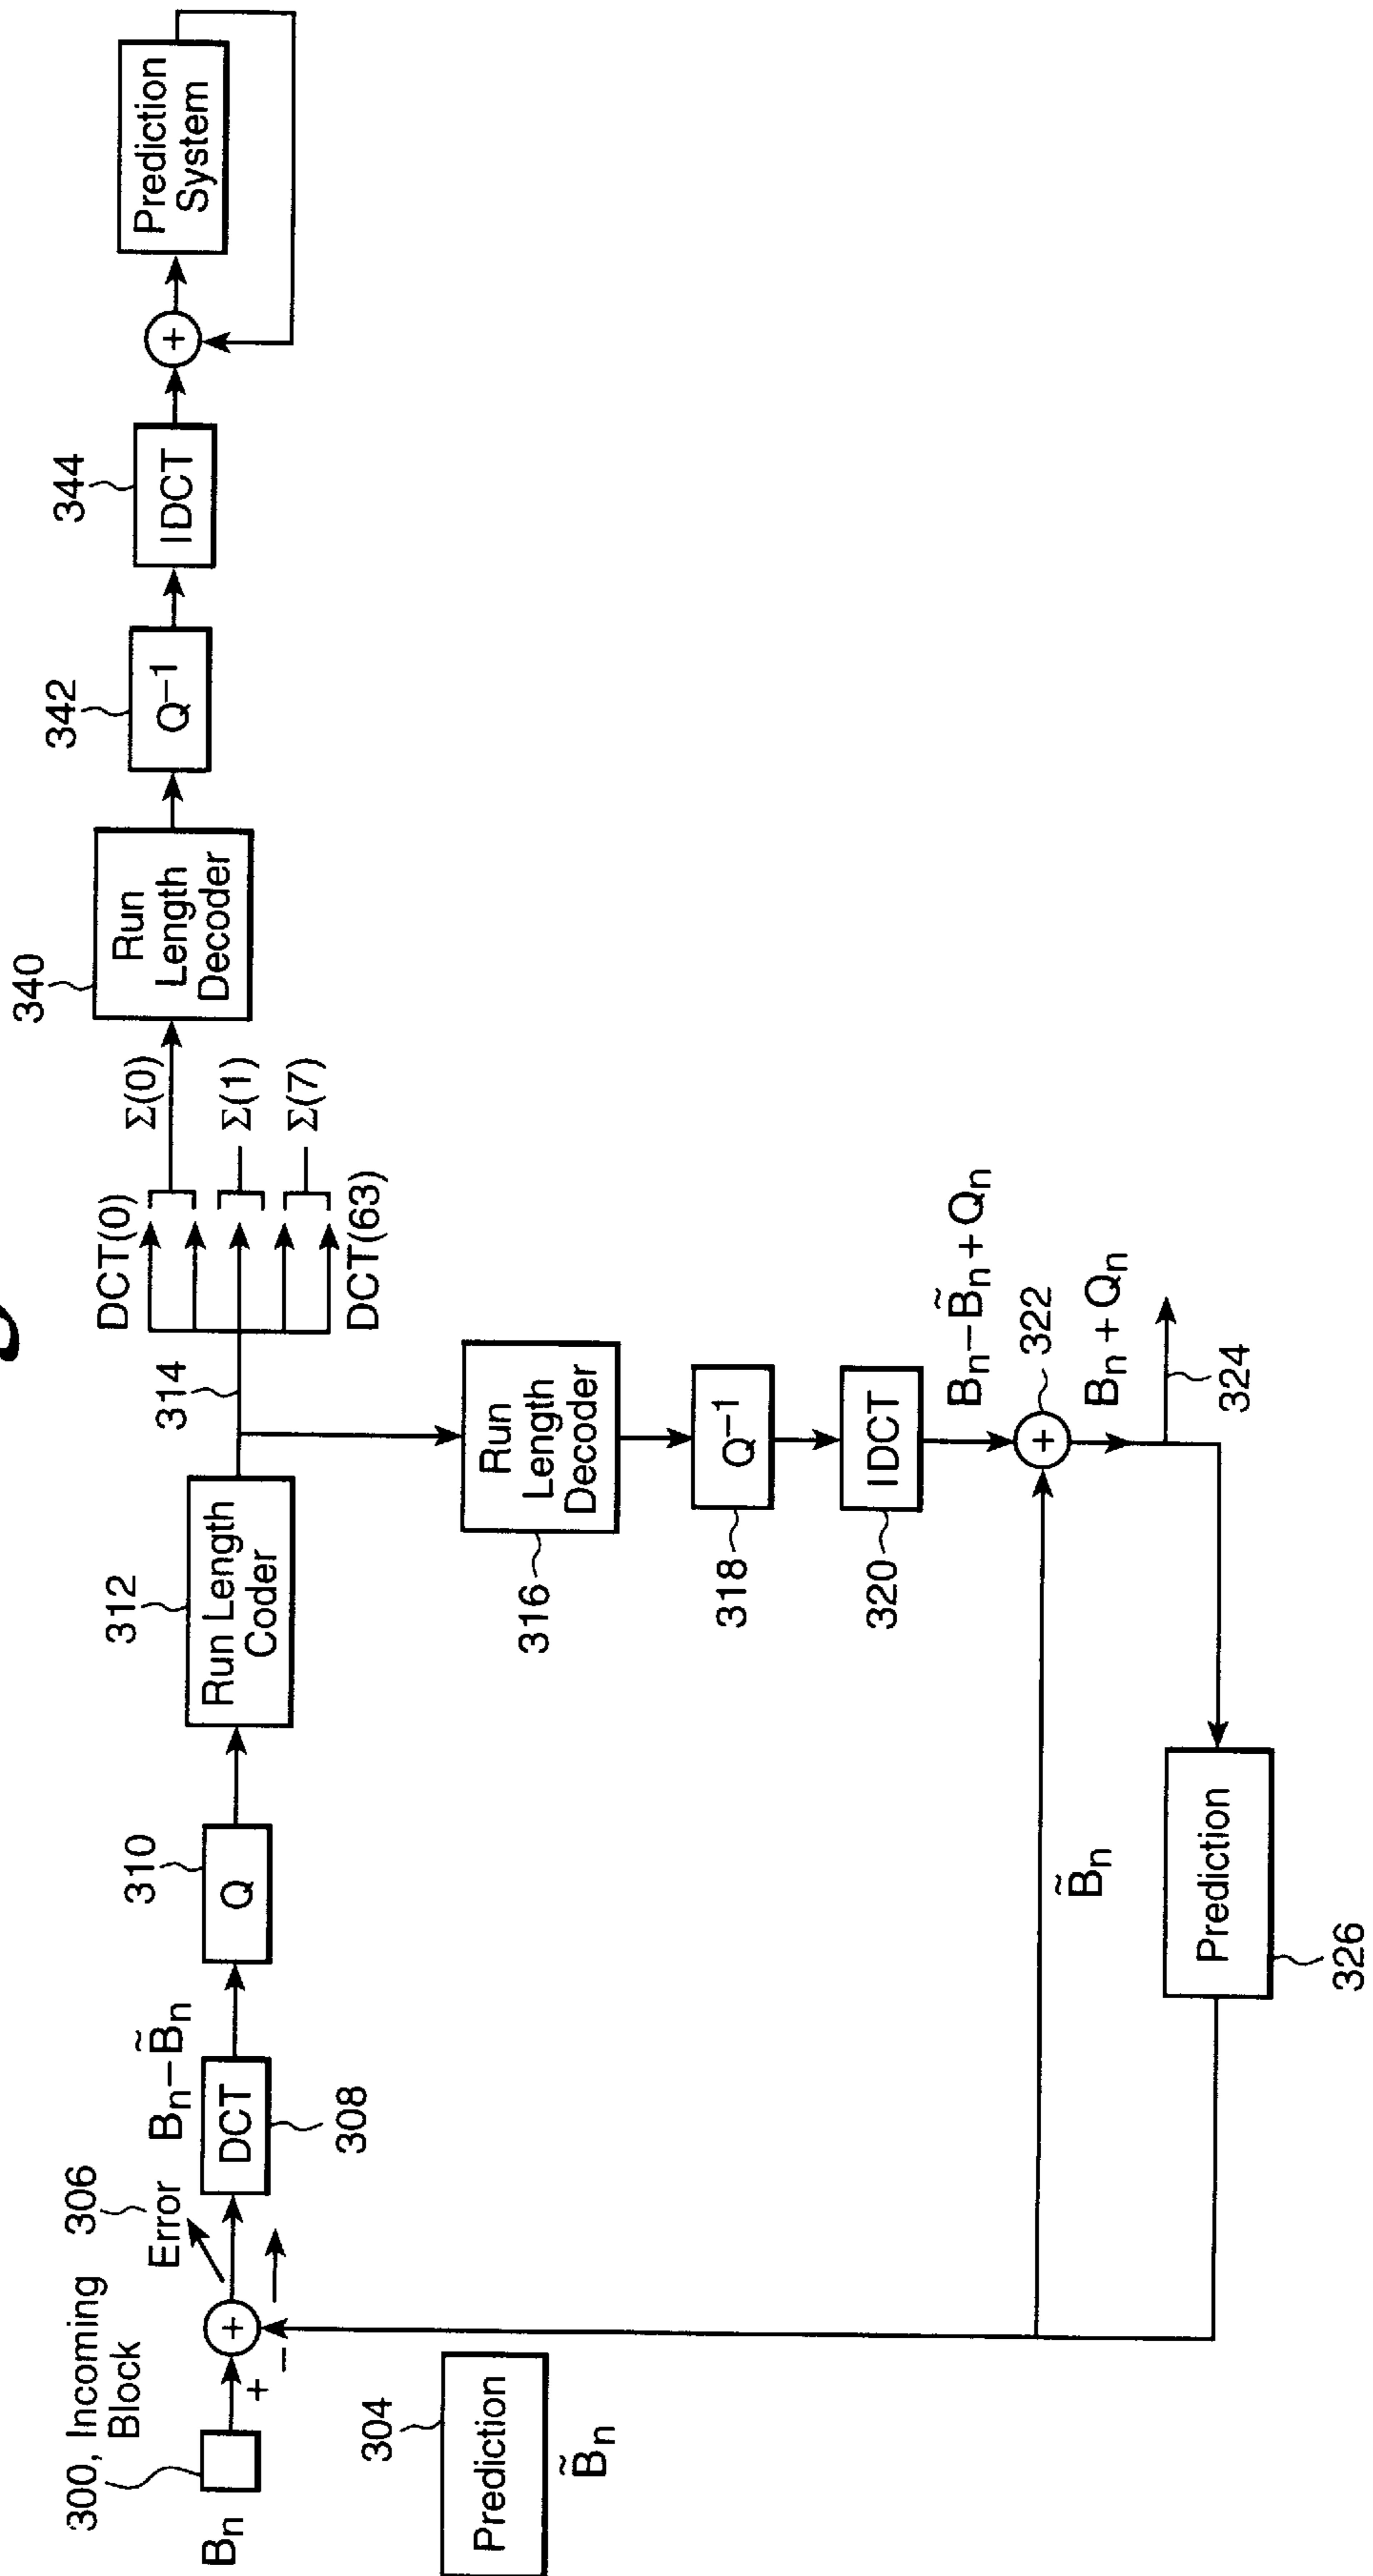 300, Incoming
Block
Bₙ
+
−
+
306
Error
Bₙ−B̃ₙ
DCT
308
310
Q
312
Run Length
Coder
314
DCT(0)
DCT(63)
Σ(0)
Σ(1)
Σ(7)
340
Run
Length
Decoder
342
Q⁻¹
344
IDCT
+
Prediction
System
316
Run
Length
Decoder
318
Q⁻¹
320
IDCT
Bₙ−B̃ₙ+Qₙ
+
322
Bₙ+Qₙ
324
B̃ₙ
304
Prediction
B̃ₙ
Prediction
326